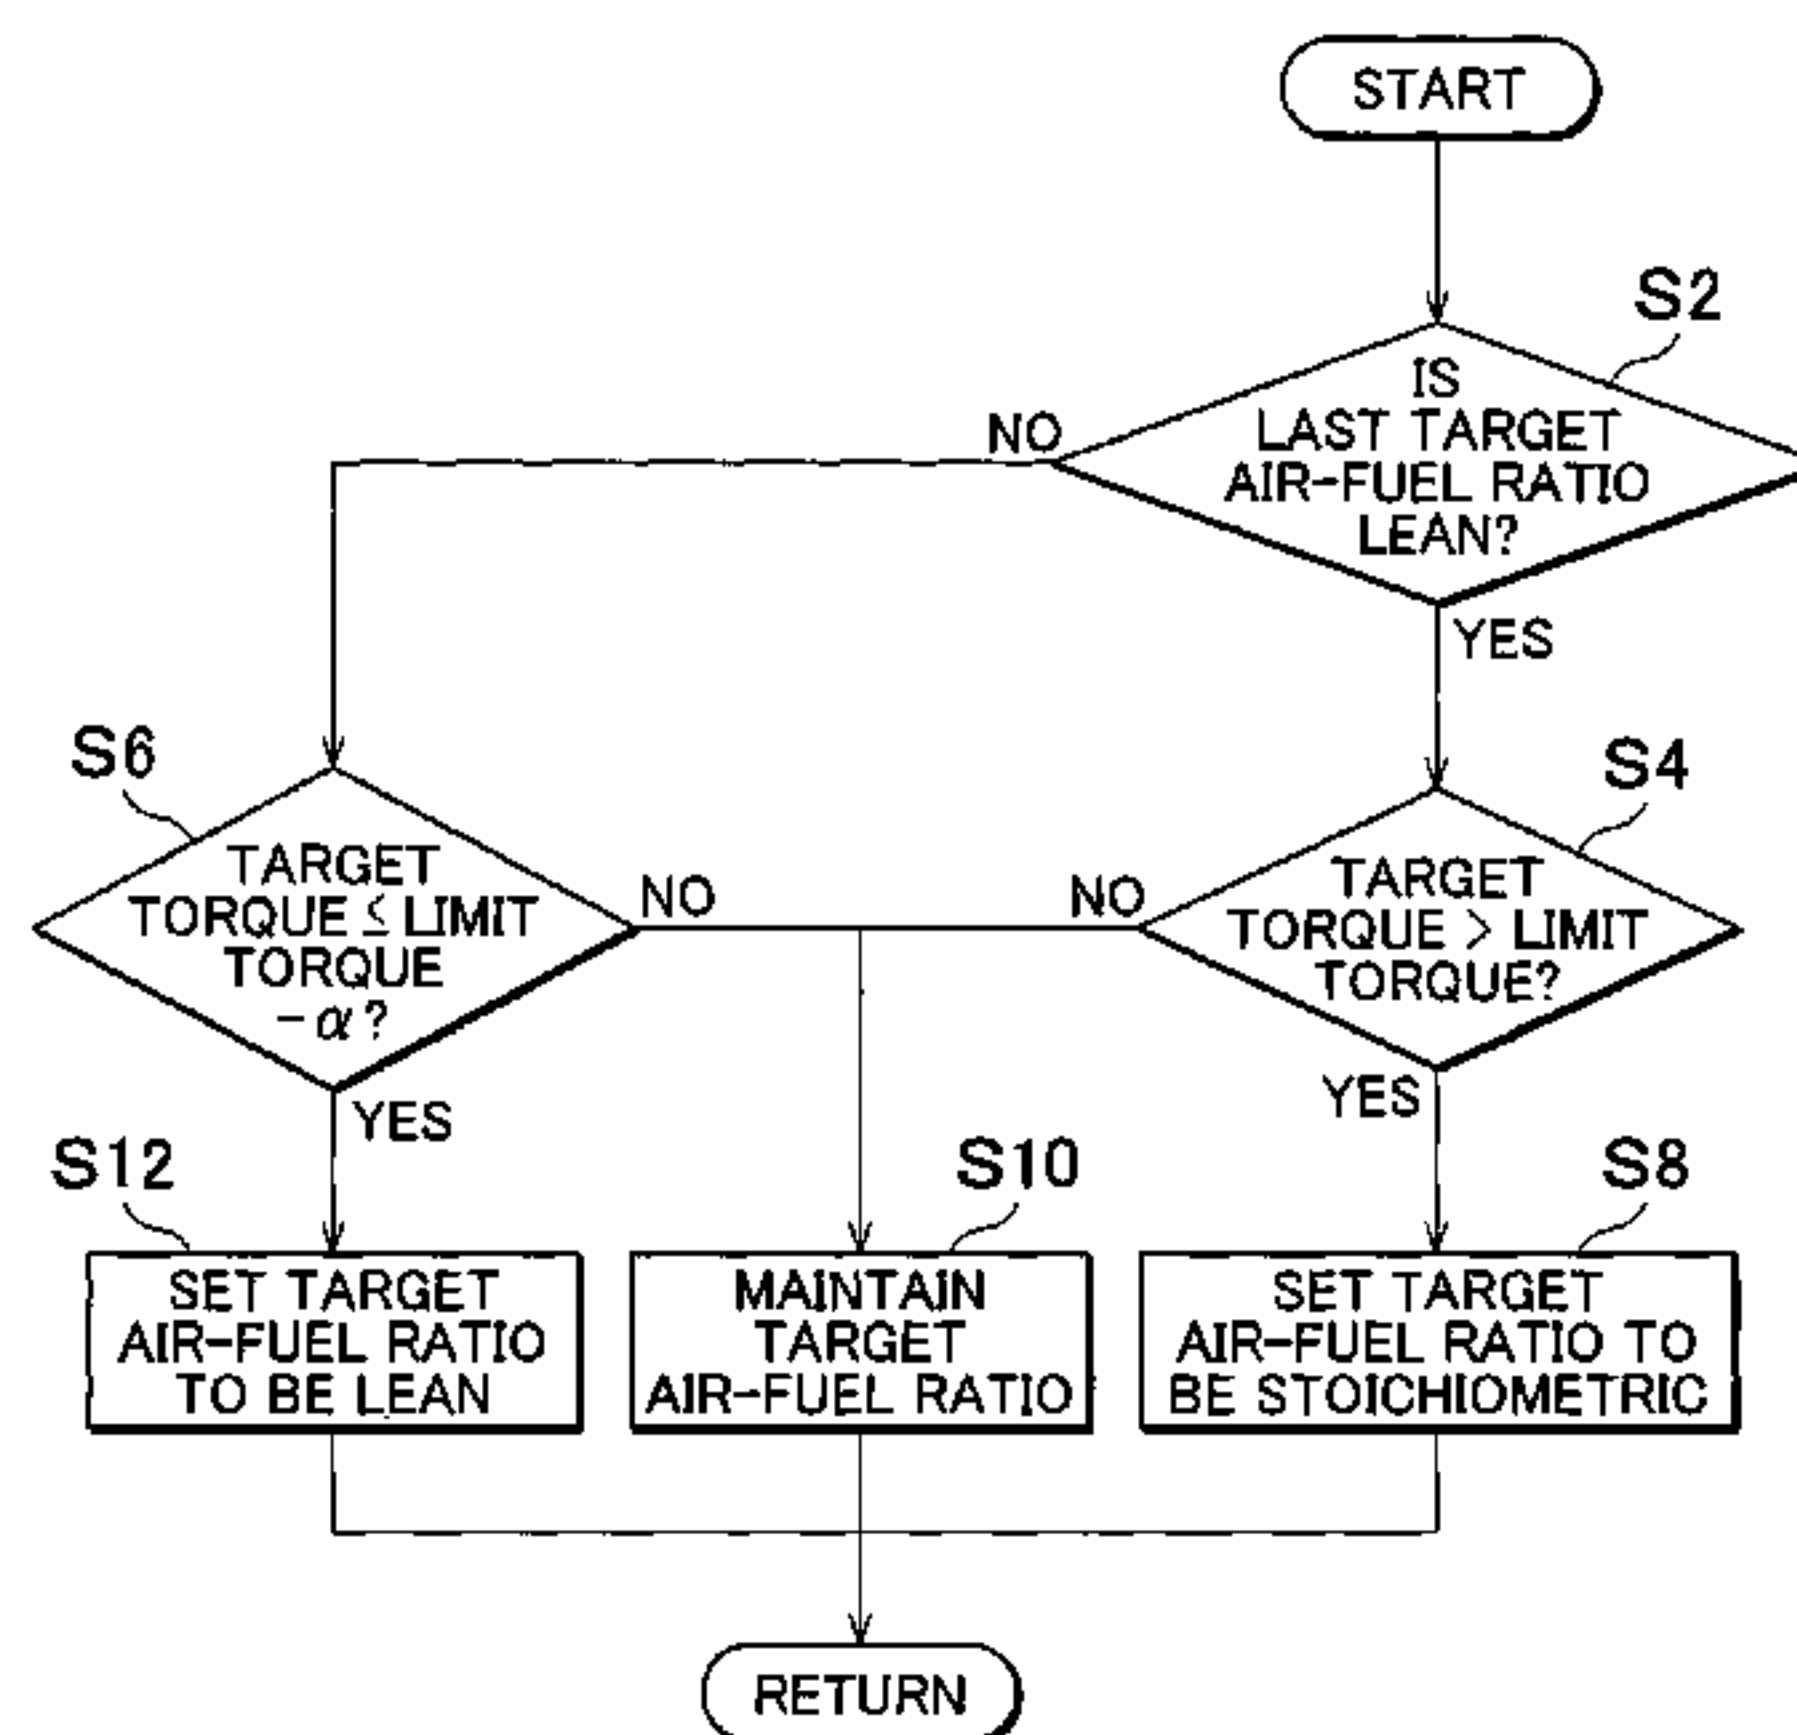 START
S2
IS
LAST TARGET
AIR-FUEL RATIO
LEAN?
NO
YES
S6
TARGET
TORQUE ≤ LIMIT
TORQUE
-α?
NO
YES
S4
TARGET
TORQUE > LIMIT
TORQUE?
NO
YES
S12
SET TARGET
AIR-FUEL RATIO
TO BE LEAN
S10
MAINTAIN
TARGET
AIR-FUEL RATIO
S8
SET TARGET
AIR-FUEL RATIO TO
BE STOICHIOMETRIC
RETURN